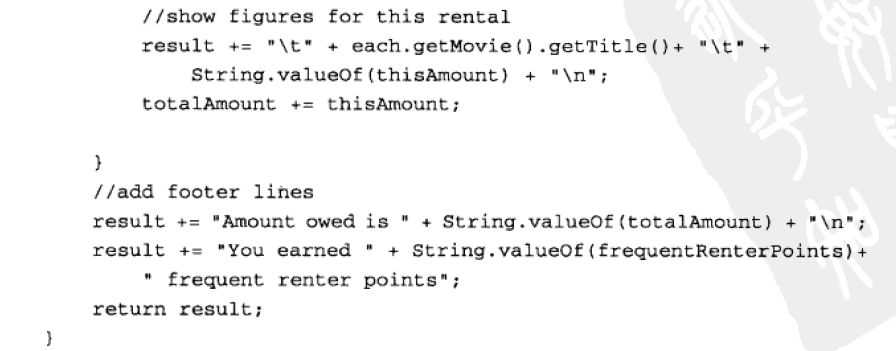 //show figures for this rental
result += "\t" + each.getMovie().getTitle()+ "\t" +
String.valueOf(thisAmount) + "\n";
totalAmount += thisAmount;
}
//add footer lines
result += "Amount owed is " + String.valueOf(totalAmount) + "\n";
result += "You earned " + String.valueOf(frequentRenterPoints)+
" frequent renter points";
return result;
}